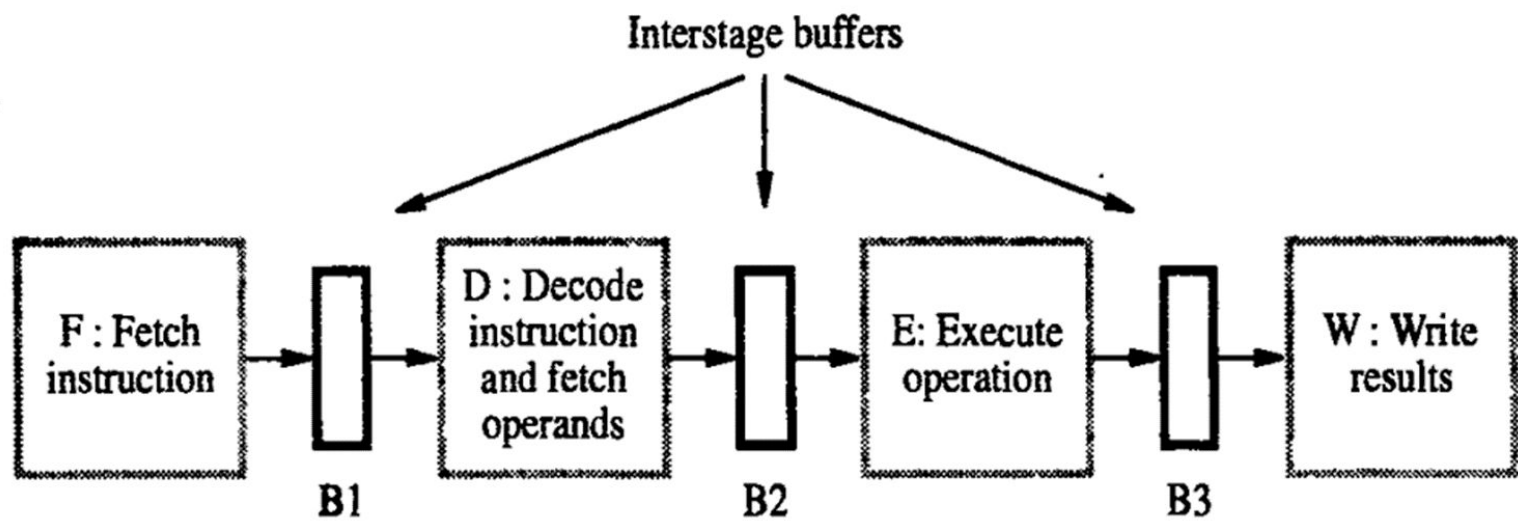 Interstage buffers
F : Fetch
instruction
D : Decode
instruction
and fetch
operands
E: Execute
operation
W : Write
results
B1
B2
B3